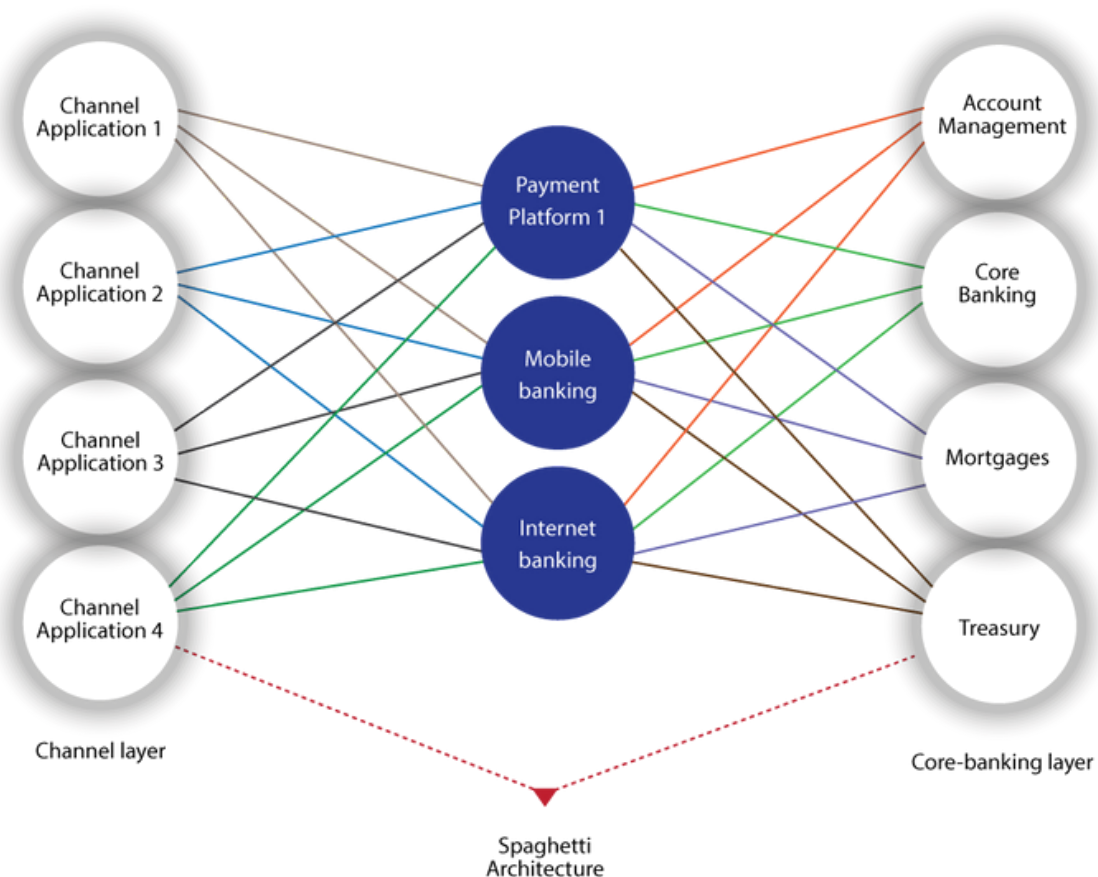 Channel
Application 1
Channel
Application 2
Channel
Application 3
Channel
Application 4
Channel layer
Payment
Platform 1
Mobile
banking
Internet
banking
Account
Management
Core
Banking
Mortgages
Treasury
Core-banking layer
Spaghetti
Architecture